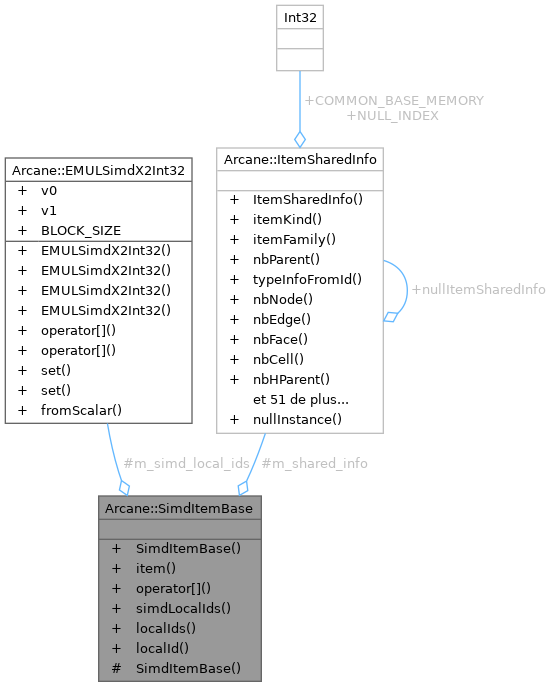 Int32
+COMMON_BASE_MEMORY
+NULL_INDEX
Arcane::EMULSimdX2Int32
+ v0
+ v1
+ BLOCK_SIZE
+ EMULSimdX2Int32()
+ EMULSimdX2Int32()
+ EMULSimdX2Int32()
+ EMULSimdX2Int32()
+ operator[]()
+ operator[]()
+ set()
+ set()
+ fromScalar()
Arcane::ItemSharedInfo
+ ItemSharedInfo()
+ itemKind()
+ itemFamily()
+ nbParent()
+ typeInfoFromId()
+ nbNode()
+ nbEdge()
+ nbFace()
+ nbCell()
+ nbHParent()
et 51 de plus...
+ nullInstance()
+nullItemSharedInfo
#m_simd_local_ids
#m_shared_info
Arcane::SimdItemBase
+ SimdItemBase()
+ item()
+ operator[]()
+ simdLocalIds()
+ localIds()
+ localId()
# SimdItemBase()